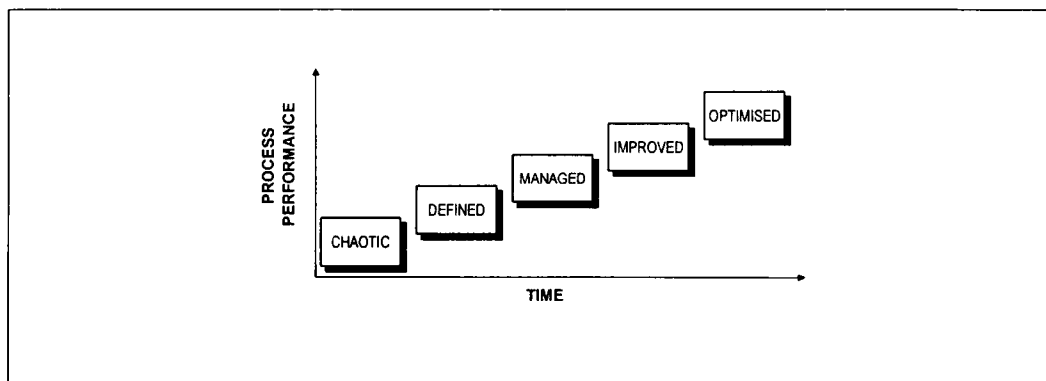 PROCESS
PERFORMANCE
OPTIMISED
IMPROVED
MANAGED
DEFINED
CHAOTIC
TIME